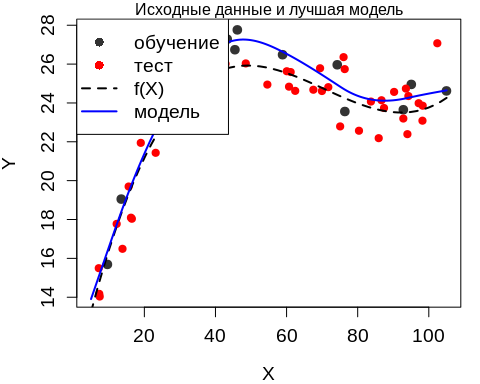 Исходные данные и лучшая модель
обучение
тест
f(X)
модель
Y
28
26
24
22
20
18
16
14
20 40 60 80 100
X